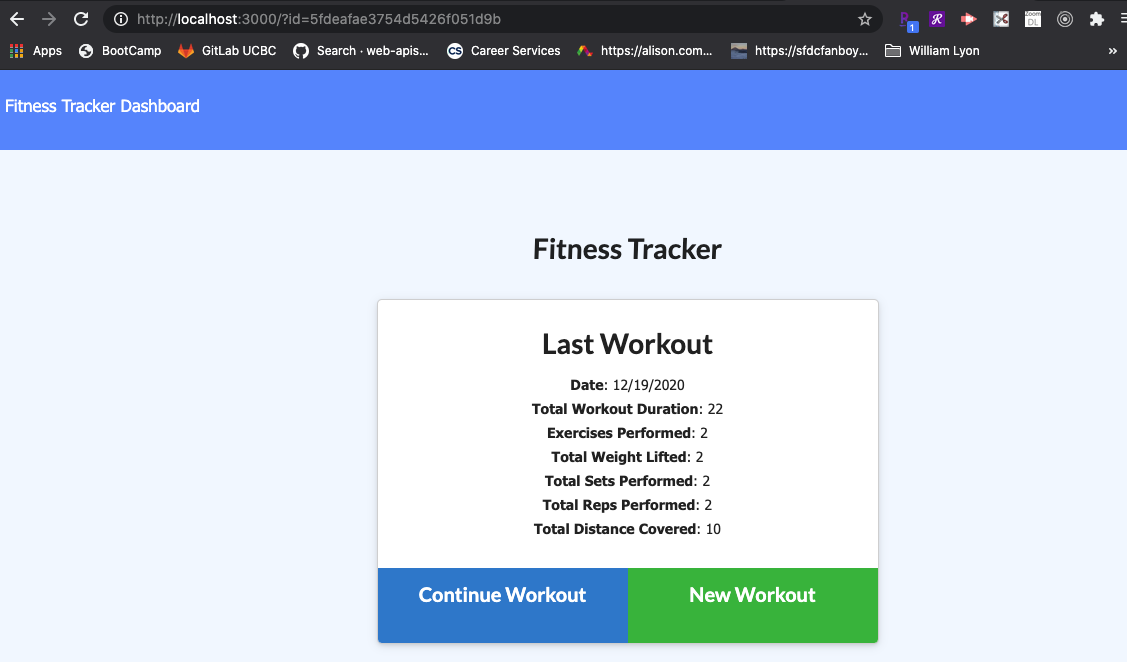 http://localhost:3000/?id=5fdeafae3754d5426f051d9b
Apps BootCamp GitLab UCBC Search · web-apis... CS Career Services https://alison.com... https://sfdcfanboy... William Lyon »
Fitness Tracker Dashboard
Fitness Tracker
Last Workout
Date: 12/19/2020
Total Workout Duration: 22
Exercises Performed: 2
Total Weight Lifted: 2
Total Sets Performed: 2
Total Reps Performed: 2
Total Distance Covered: 10
Continue Workout New Workout